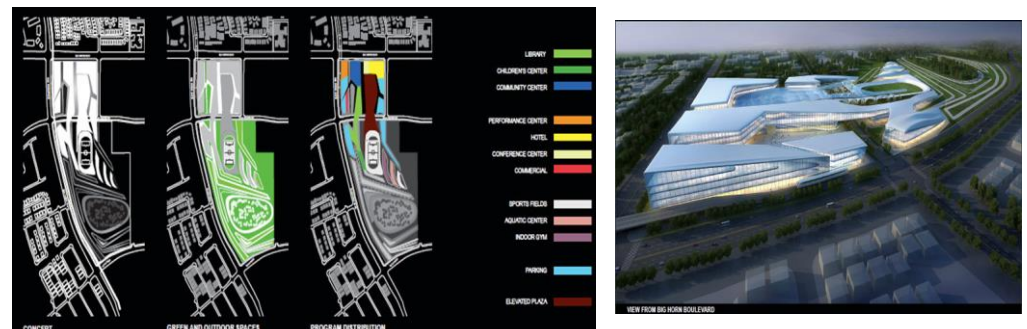 LIBRARY
CHILDREN'S CENTER
COMMUNITY CENTER
PERFORMANCE CENTER
HOTEL
CONFERENCE CENTER
COMMERCIAL
SPORTS FIELDS
AQUATIC CENTER
INDOOR GYM
PARKING
ELEVATED PLAZA
CONCEPT
GREEN AND OUTDOOR SPACES
PROGRAM DISTRIBUTION
VIEW FROM BIG HORN BOULEVARD